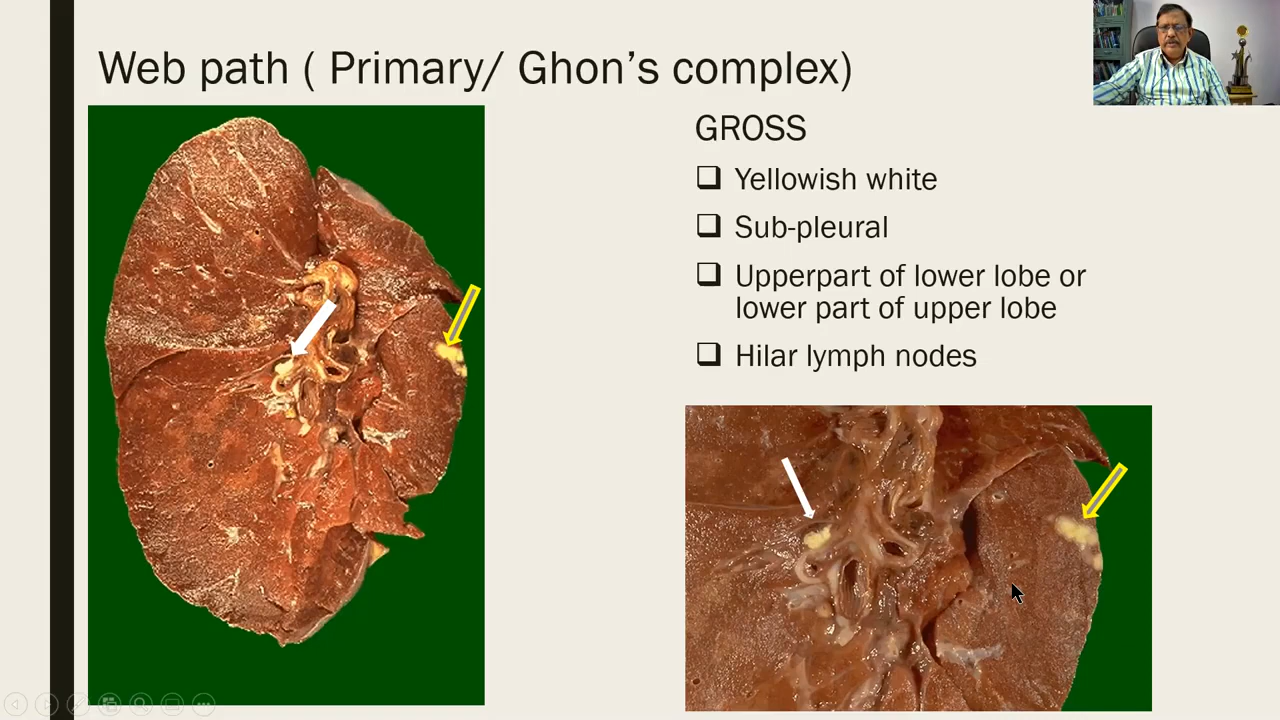 Web path ( Primary/ Ghon’s complex)
GROSS
Yellowish white
Sub-pleural
Upperpart of lower lobe or
lower part of upper lobe
Hilar lymph nodes